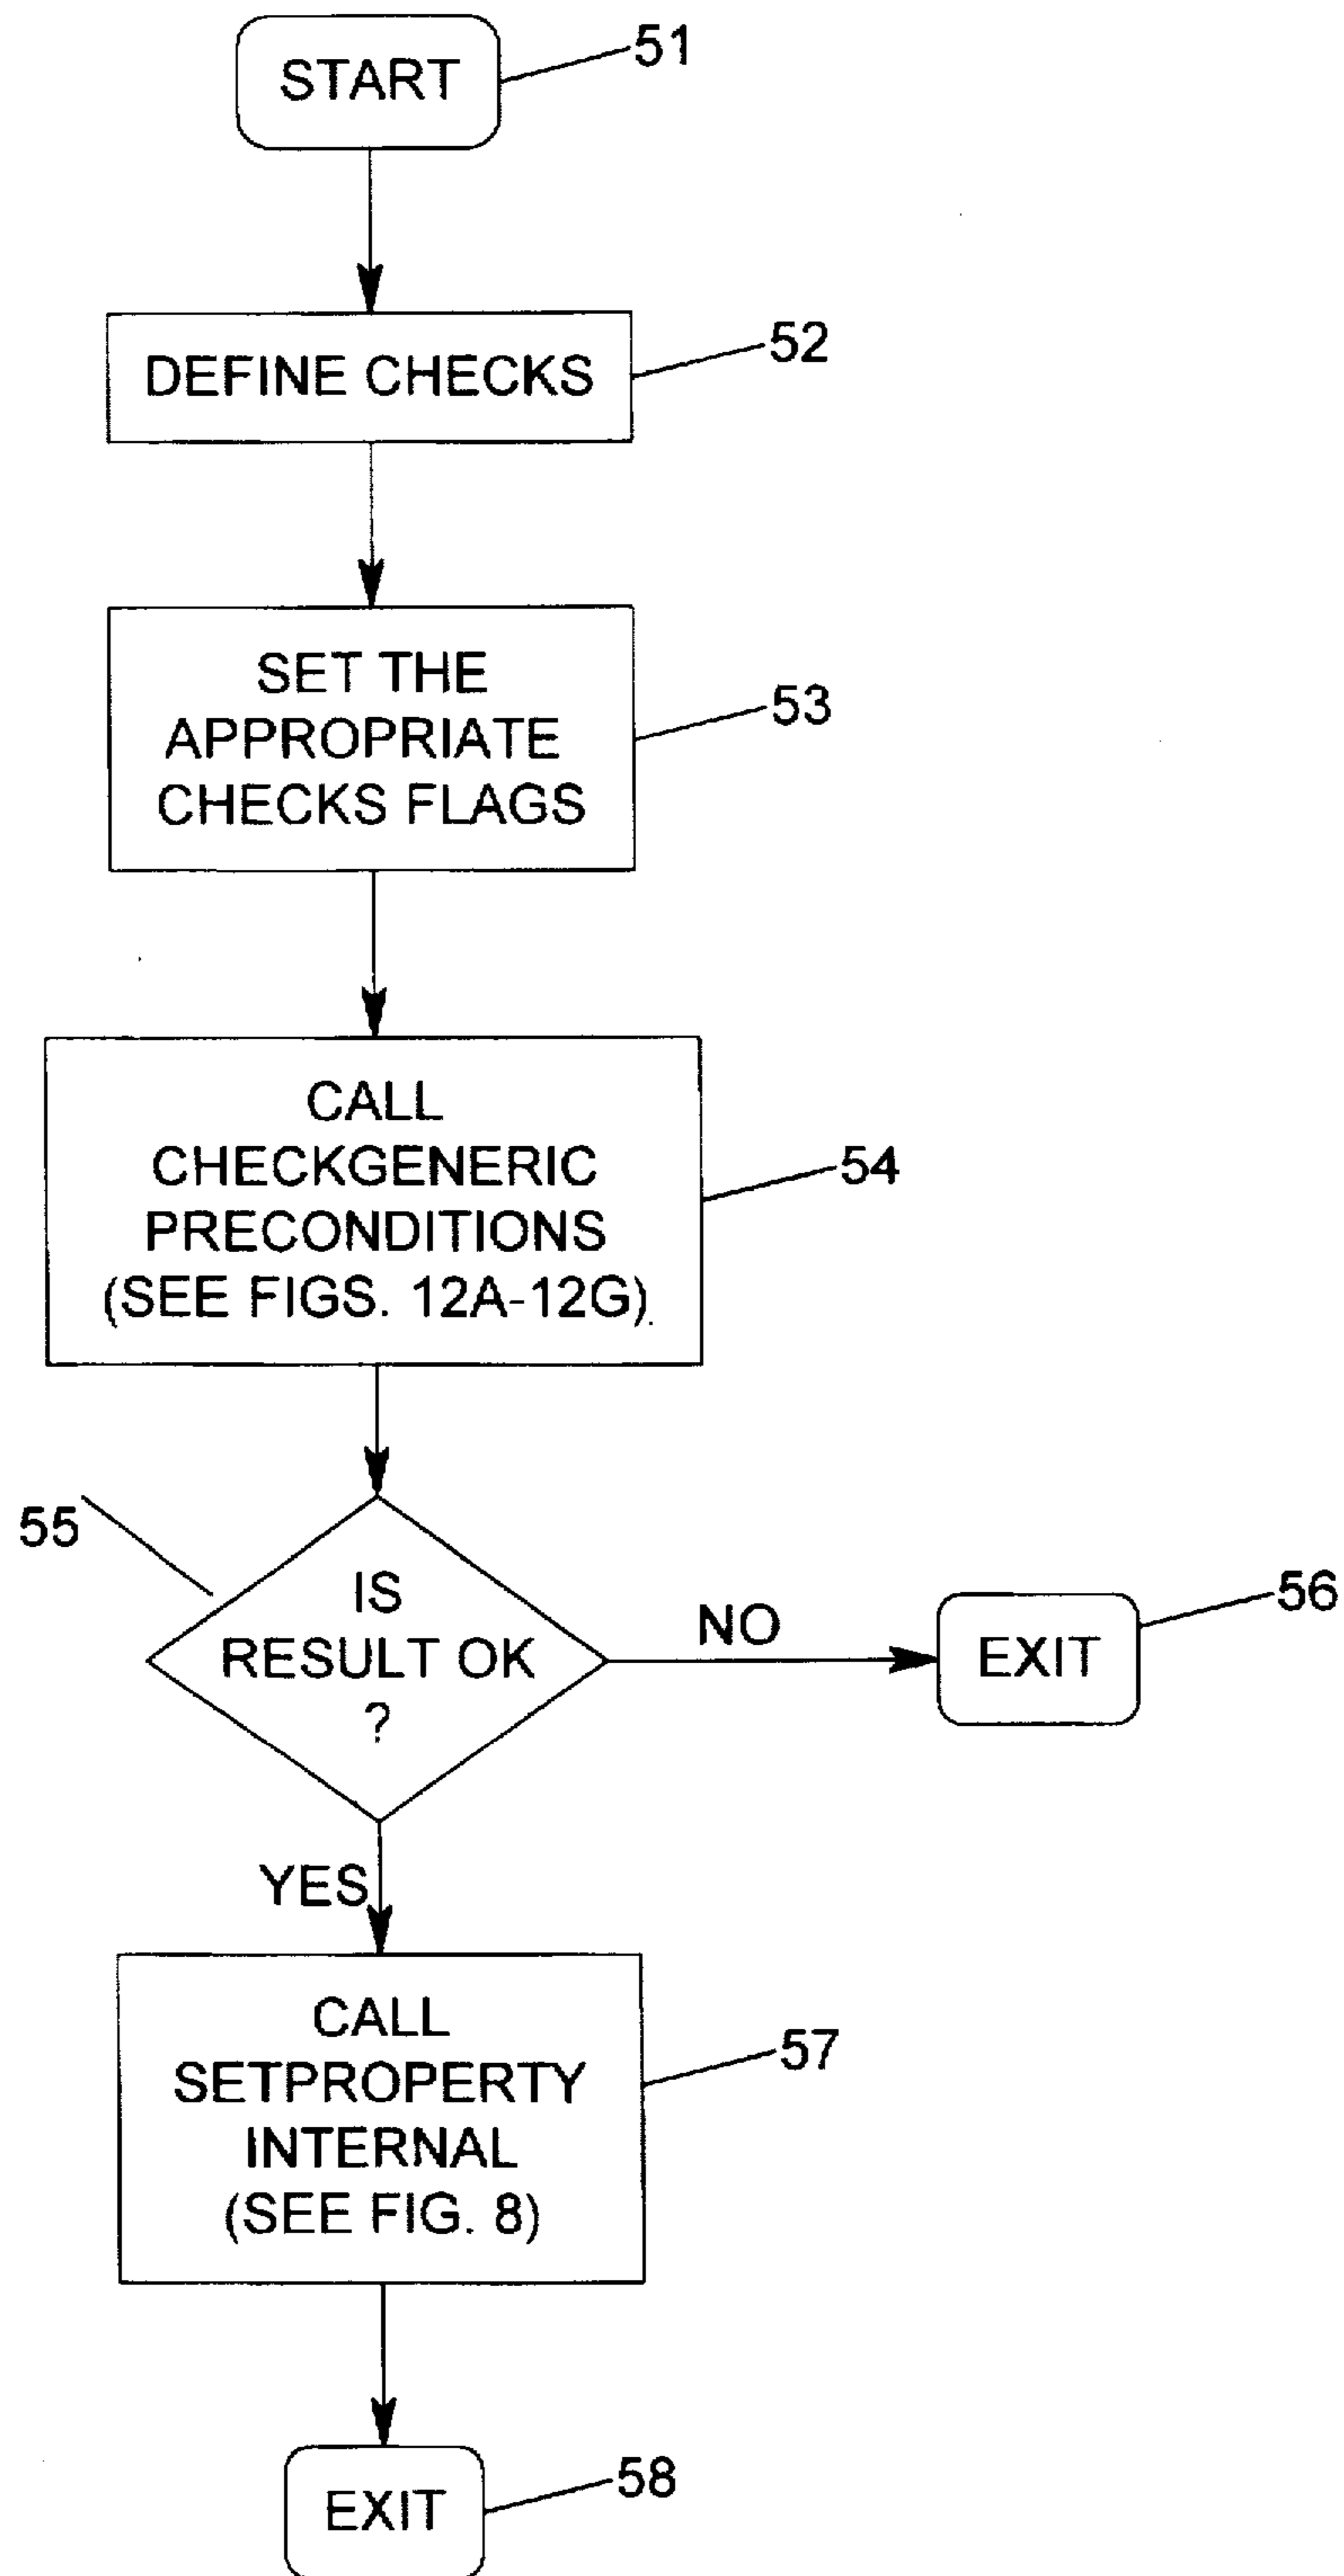 START
51
DEFINE CHECKS
52
SET THE
APPROPRIATE
CHECKS FLAGS
53
CALL
CHECKGENERIC
PRECONDITIONS
(SEE FIGS. 12A-12G).
54
55
IS
RESULT OK
?
NO
EXIT
56
YES
CALL
SETPROPERTY
INTERNAL
(SEE FIG. 8)
57
EXIT
58